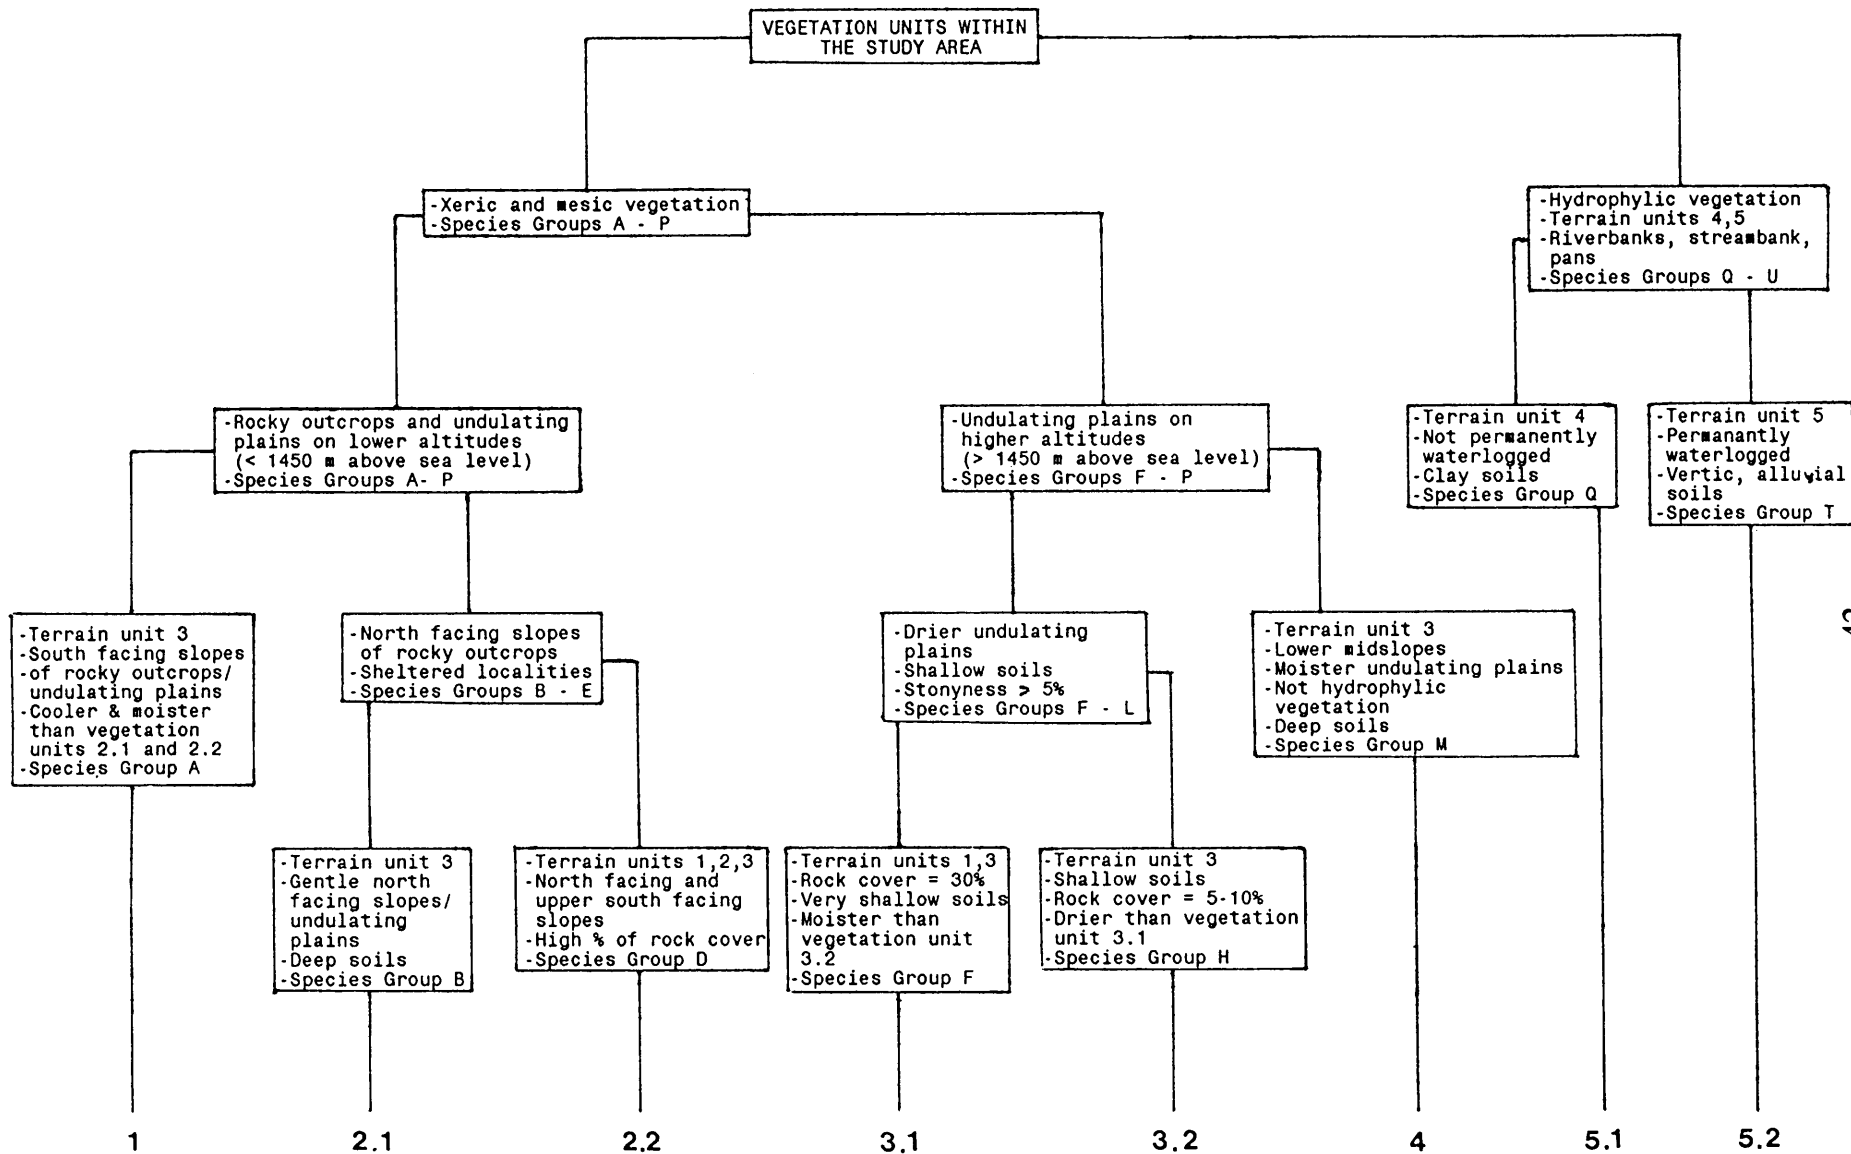 VEGETATION UNITS WITHIN
THE STUDY AREA
-Xeric and mesic vegetation
-Species Groups A - P
-Hydrophylic vegetation
-Terrain units 4,5
-Riverbanks, streambank,
pans
-Species Groups Q - U
-Rocky outcrops and undulating
plains on lower altitudes
(< 1450 m above sea level)
-Species Groups A- P
-Undulating plains on
higher altitudes
(> 1450 m above sea level)
-Species Groups F - P
-Terrain unit 4
-Not permanently
waterlogged
-Clay soils
-Species Group Q
-Terrain unit 5
-Permanantly
waterlogged
-Vertic, alluvial
soils
-Species Group T
-Terrain unit 3
-South facing slopes
-of rocky outcrops/
undulating plains
-Cooler & moister
than vegetation
units 2.1 and 2.2
-Species Group A
-North facing slopes
of rocky outcrops
-Sheltered localities
-Species Groups B - E
-Drier undulating
plains
-Shallow soils
-Stonyness > 5%
-Species Groups F - L
-Terrain unit 3
-Lower midslopes
-Moister undulating plains
-Not hydrophylic
vegetation
-Deep soils
-Species Group M
-Terrain unit 3
-Gentle north
facing slopes/
undulating
plains
-Deep soils
-Species Group B
-Terrain units 1,2,3
-North facing and
upper south facing
slopes
-High % of rock cover
-Species Group D
-Terrain units 1,3
-Rock cover = 30%
-Very shallow soils
-Moister than
vegetation unit
3.2
-Species Group F
-Terrain unit 3
-Shallow soils
-Rock cover = 5-10%
-Drier than vegetation
unit 3.1
-Species Group H
1
2.1
2.2
3.1
3.2
4
5.1
5.2